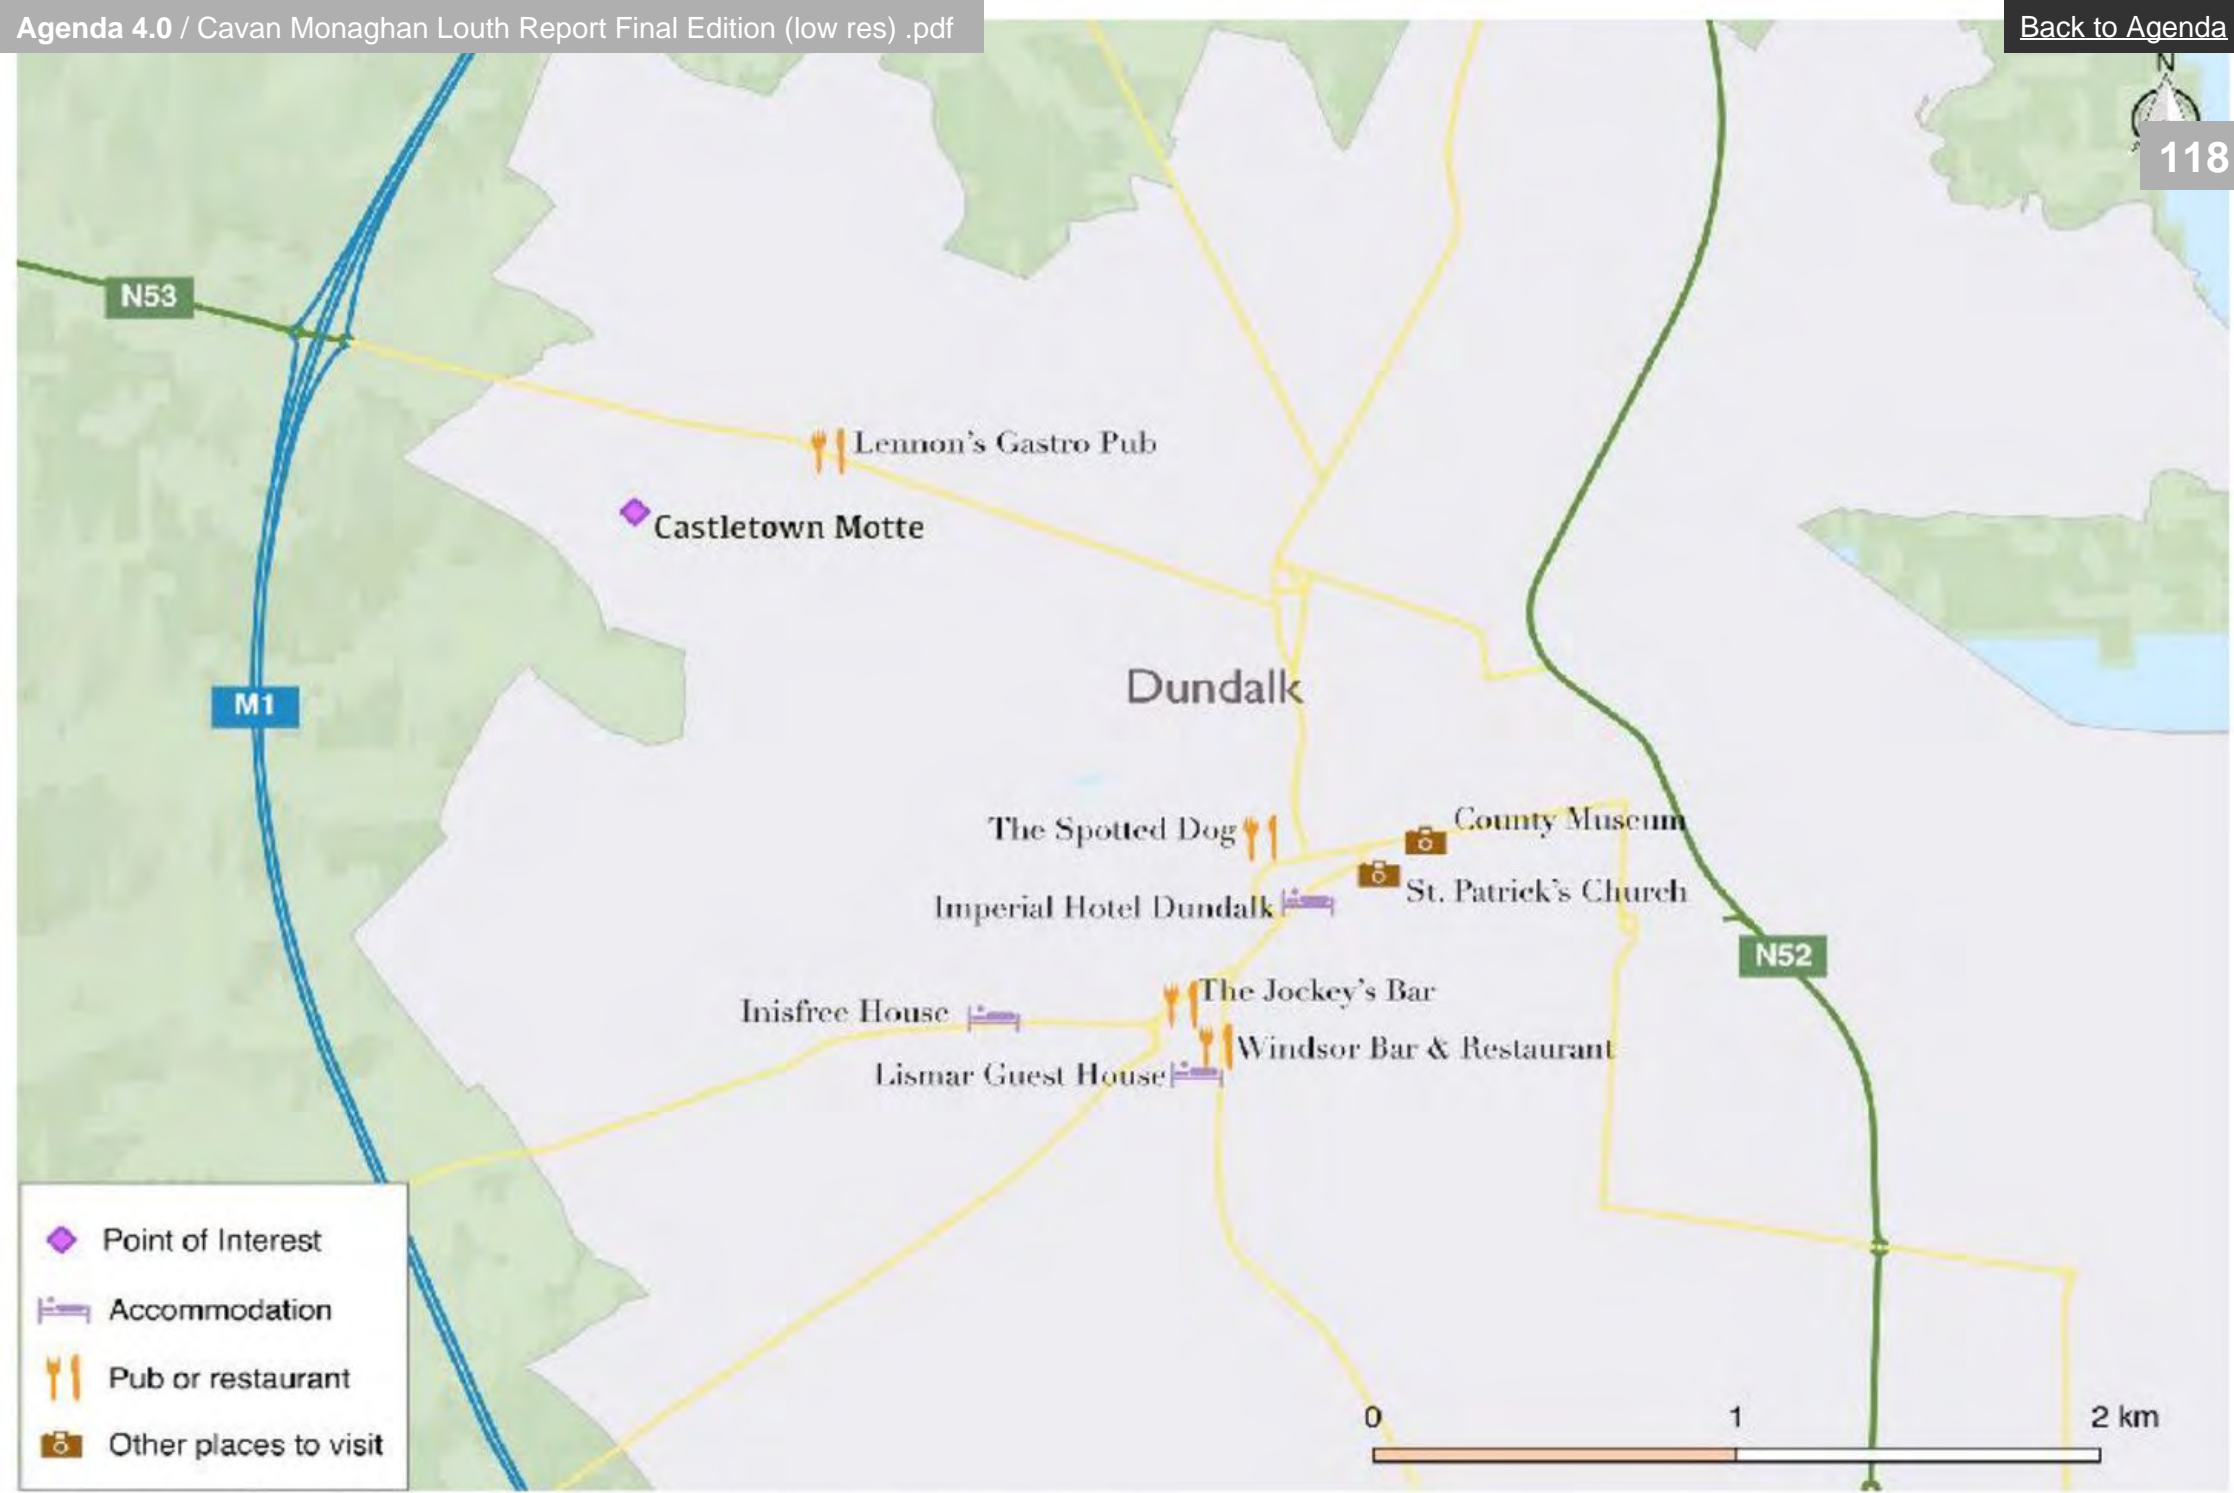 Agenda 4.0 / Cavan Monaghan Louth Report Final Edition (low res) .pdf
Back to Agenda
N
118
N53
Lennon's Gastro Pub
Castletown Motte
Dundalk
M1
The Spotted Dog
County Museum
St. Patrick's Church
Imperial Hotel Dundalk
N52
The Jockey's Bar
Inisfree House
Windsor Bar & Restaurant
Lismar Guest House
Point of Interest
Accommodation
Pub or restaurant
Other places to visit
0 1 2 km